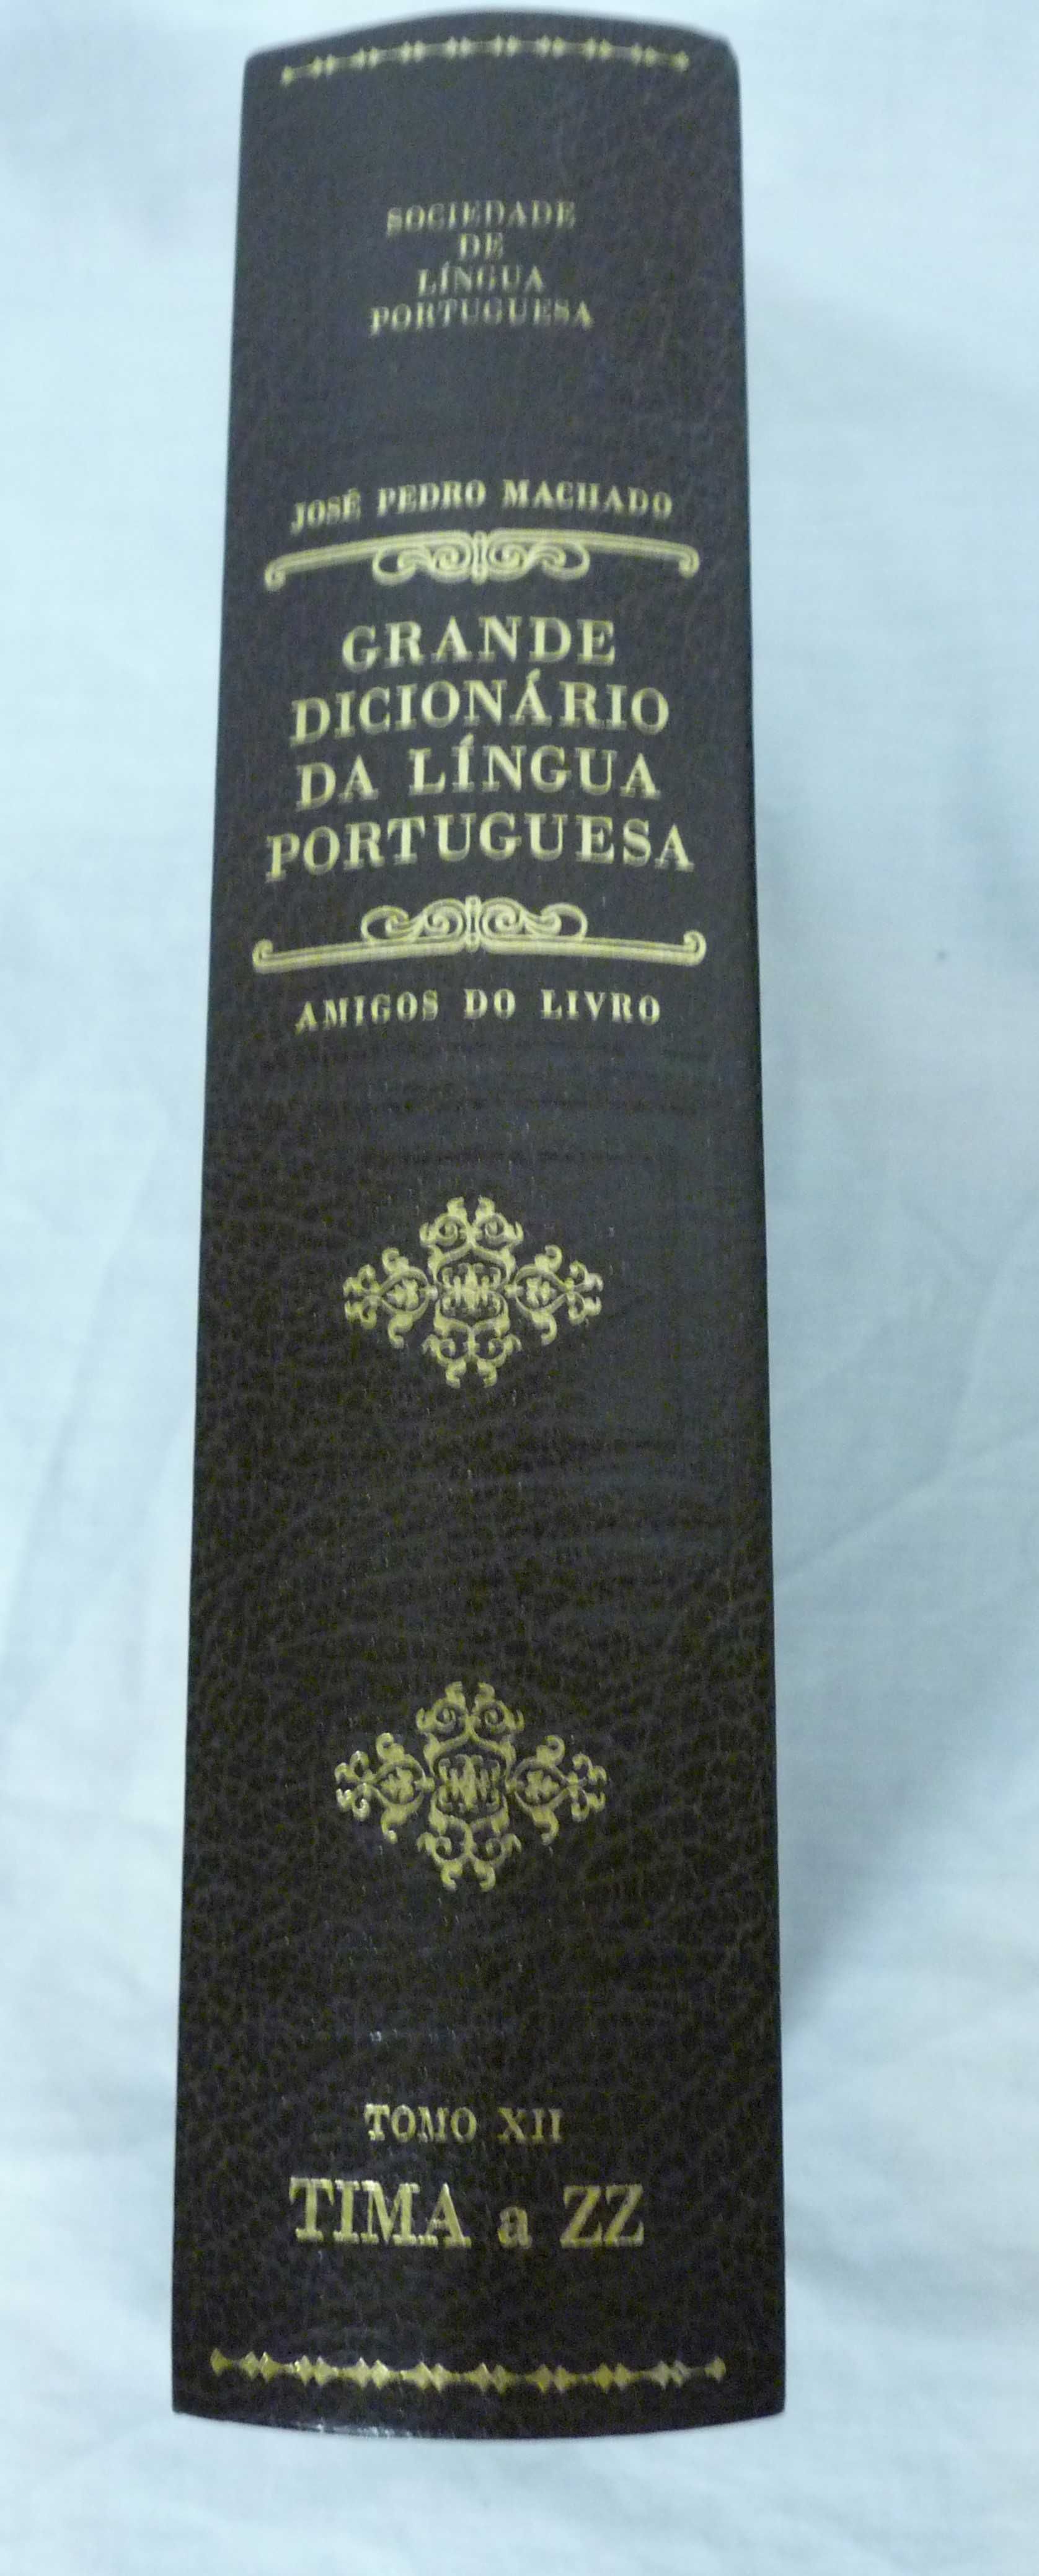 SOCIEDADE
DE
LÍNGUA
PORTUGUESA
JOSÉ PEDRO MACHADO
GRANDE
DICIONÁRIO
DA LÍNGUA
PORTUGUESA
AMIGOS DO LIVRO
TOMO XII
TIMA a ZZ